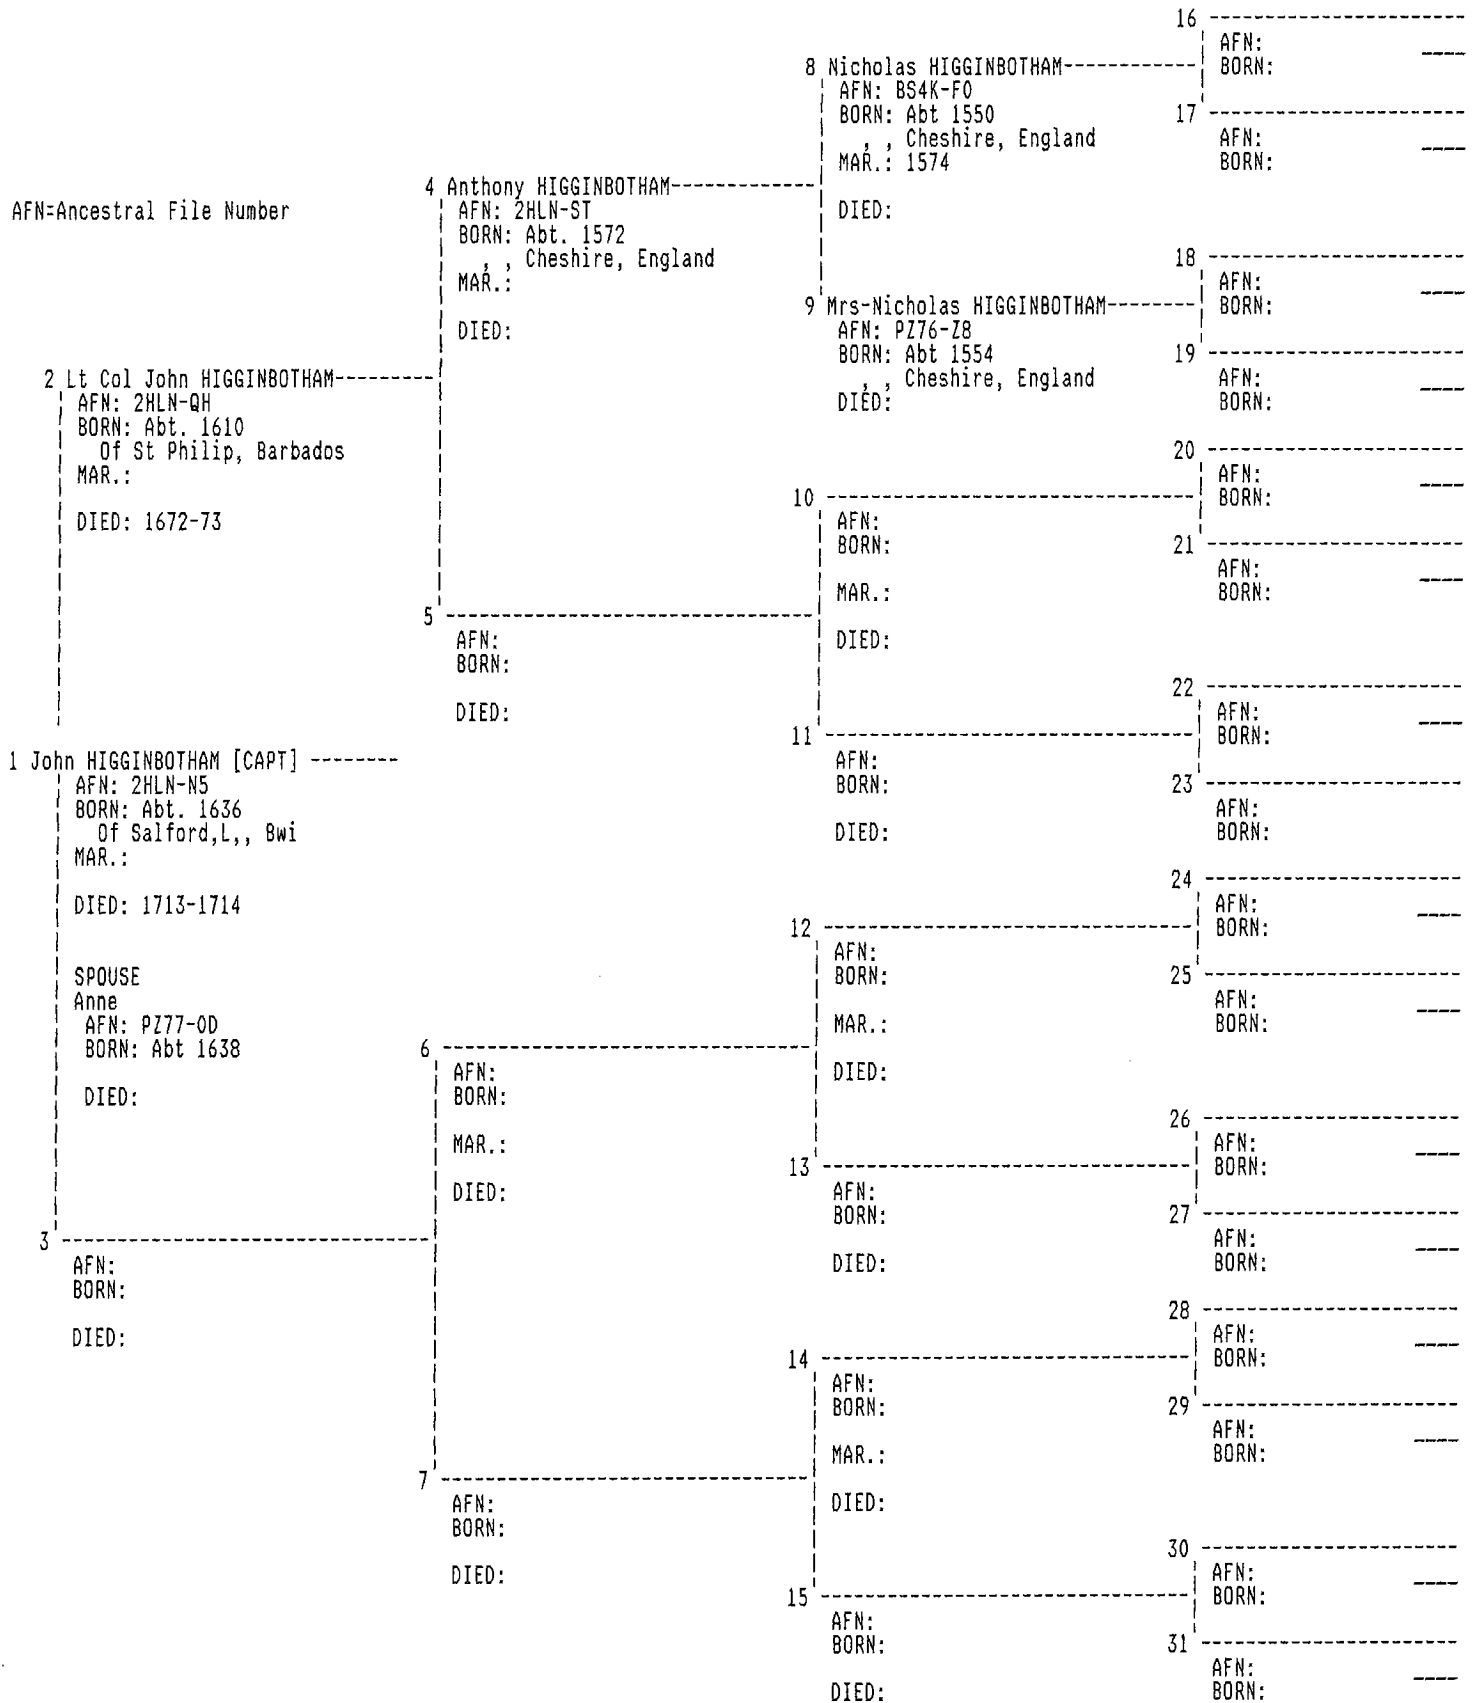 16
AFN:
BORN:
8 Nicholas HIGGINBOTHAM
AFN: BS4K-F0
BORN: Abt 1550
, , Cheshire, England
MAR.: 1574
DIED:
17
AFN:
BORN:
4 Anthony HIGGINBOTHAM
AFN: 2HLN-ST
BORN: Abt. 1572
, , Cheshire, England
MAR.:
DIED:
AFN=Ancestral File Number
18
AFN:
BORN:
9 Mrs-Nicholas HIGGINBOTHAM
AFN: PZ76-Z8
BORN: Abt 1554
, , Cheshire, England
DIED:
19
AFN:
BORN:
2 Lt Col John HIGGINBOTHAM
AFN: 2HLN-QH
BORN: Abt. 1610
Of St Philip, Barbados
MAR.:
DIED: 1672-73
20
AFN:
BORN:
10
AFN:
BORN:
MAR.:
DIED:
21
AFN:
BORN:
5
AFN:
BORN:
DIED:
22
AFN:
BORN:
11
AFN:
BORN:
DIED:
23
AFN:
BORN:
1 John HIGGINBOTHAM [CAPT]
AFN: 2HLN-N5
BORN: Abt. 1636
Of Salford,L,, Bwi
MAR.:
DIED: 1713-1714
SPOUSE
Anne
AFN: PZ77-0D
BORN: Abt 1638
DIED:
24
AFN:
BORN:
12
AFN:
BORN:
MAR.:
DIED:
25
AFN:
BORN:
6
AFN:
BORN:
MAR.:
DIED:
26
AFN:
BORN:
13
AFN:
BORN:
DIED:
27
AFN:
BORN:
3
AFN:
BORN:
DIED:
28
AFN:
BORN:
14
AFN:
BORN:
MAR.:
DIED:
29
AFN:
BORN:
7
AFN:
BORN:
DIED:
30
AFN:
BORN:
15
AFN:
BORN:
DIED:
31
AFN:
BORN: